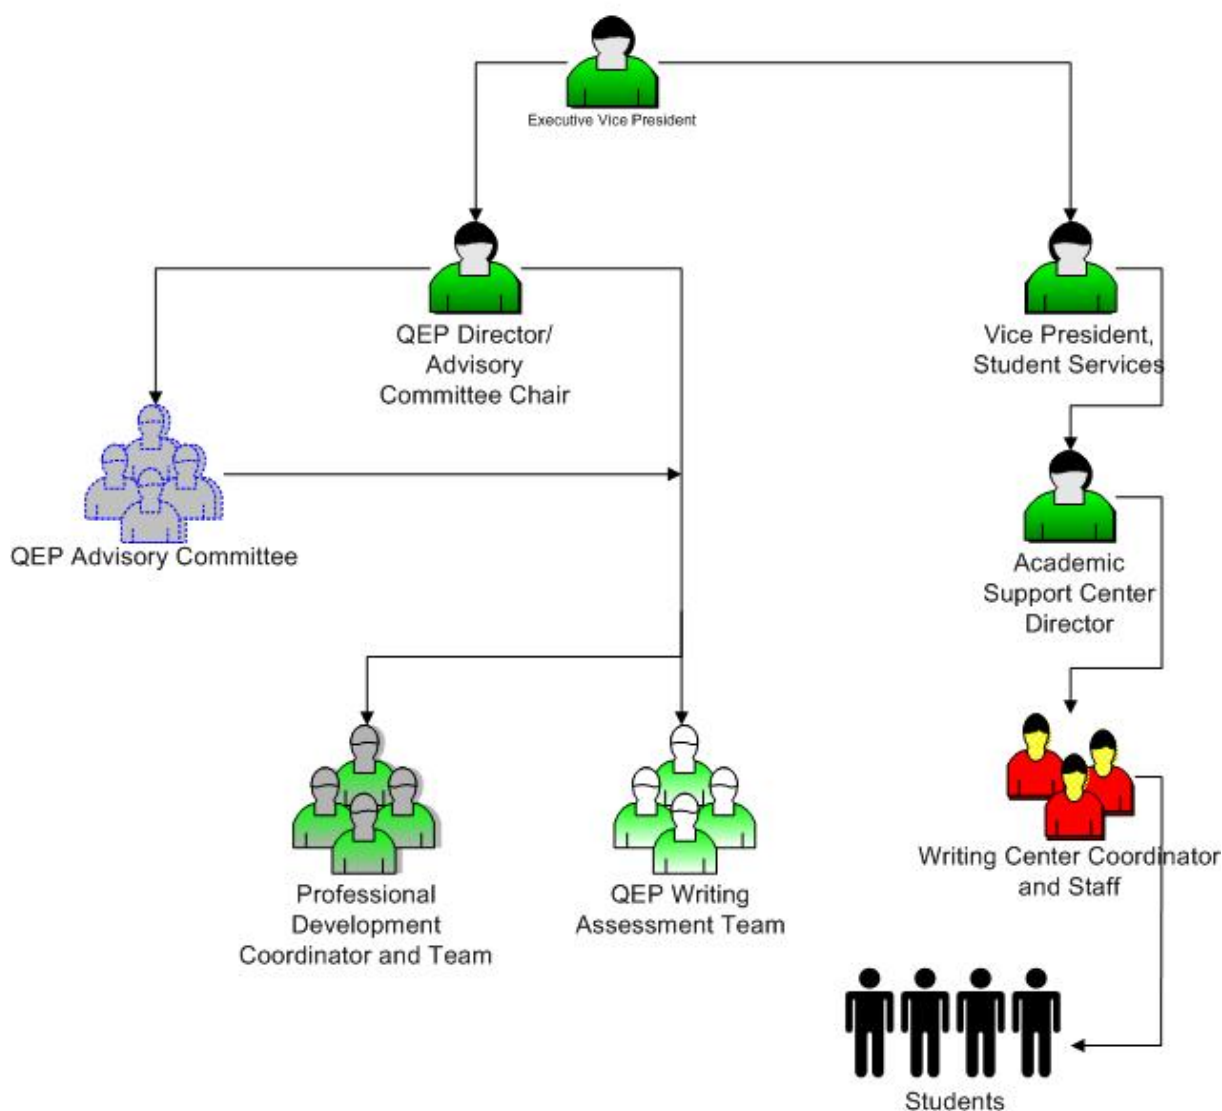 Executive Vice President
QEP Director/
Advisory
Committee Chair
Vice President,
Student Services
QEP Advisory Committee
Academic
Support Center
Director
Writing Center Coordinator
and Staff
Professional
Development
Coordinator and Team
QEP Writing
Assessment Team
Students